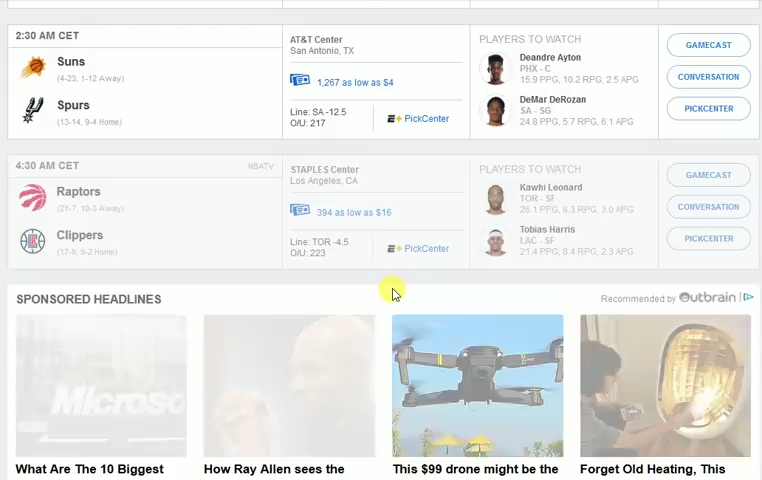 2:30 AM CET
Suns
(4-23, 1-12 Away)
Spurs
(13-14, 9-4 Home)
AT&T Center
San Antonio, TX
1,267 as low as $4
Line: SA -12.5
O/U: 217
E+ PickCenter
PLAYERS TO WATCH
Deandre Ayton
PHX - C
15.9 PPG, 10.2 RPG, 2.5 APG
DeMar DeRozan
SA - SG
24.8 PPG, 5.7 RPG, 6.1 APG
GAMECAST
CONVERSATION
PICKCENTER
4:30 AM CET
NBATV
Raptors
(21-7, 10-3 Away)
Clippers
(17-9, 9-2 Home)
STAPLES Center
Los Angeles, CA
394 as low as $16
Line: TOR -4.5
O/U: 223
E+ PickCenter
PLAYERS TO WATCH
Kawhi Leonard
TOR - SF
26.1 PPG, 8.3 RPG, 3.0 APG
Tobias Harris
LAC - SF
21.4 PPG, 8.4 RPG, 2.3 APG
GAMECAST
CONVERSATION
PICKCENTER
SPONSORED HEADLINES
Recommended by Outbrain
Microso
What Are The 10 Biggest
How Ray Allen sees the
This $99 drone might be the
Forget Old Heating, This